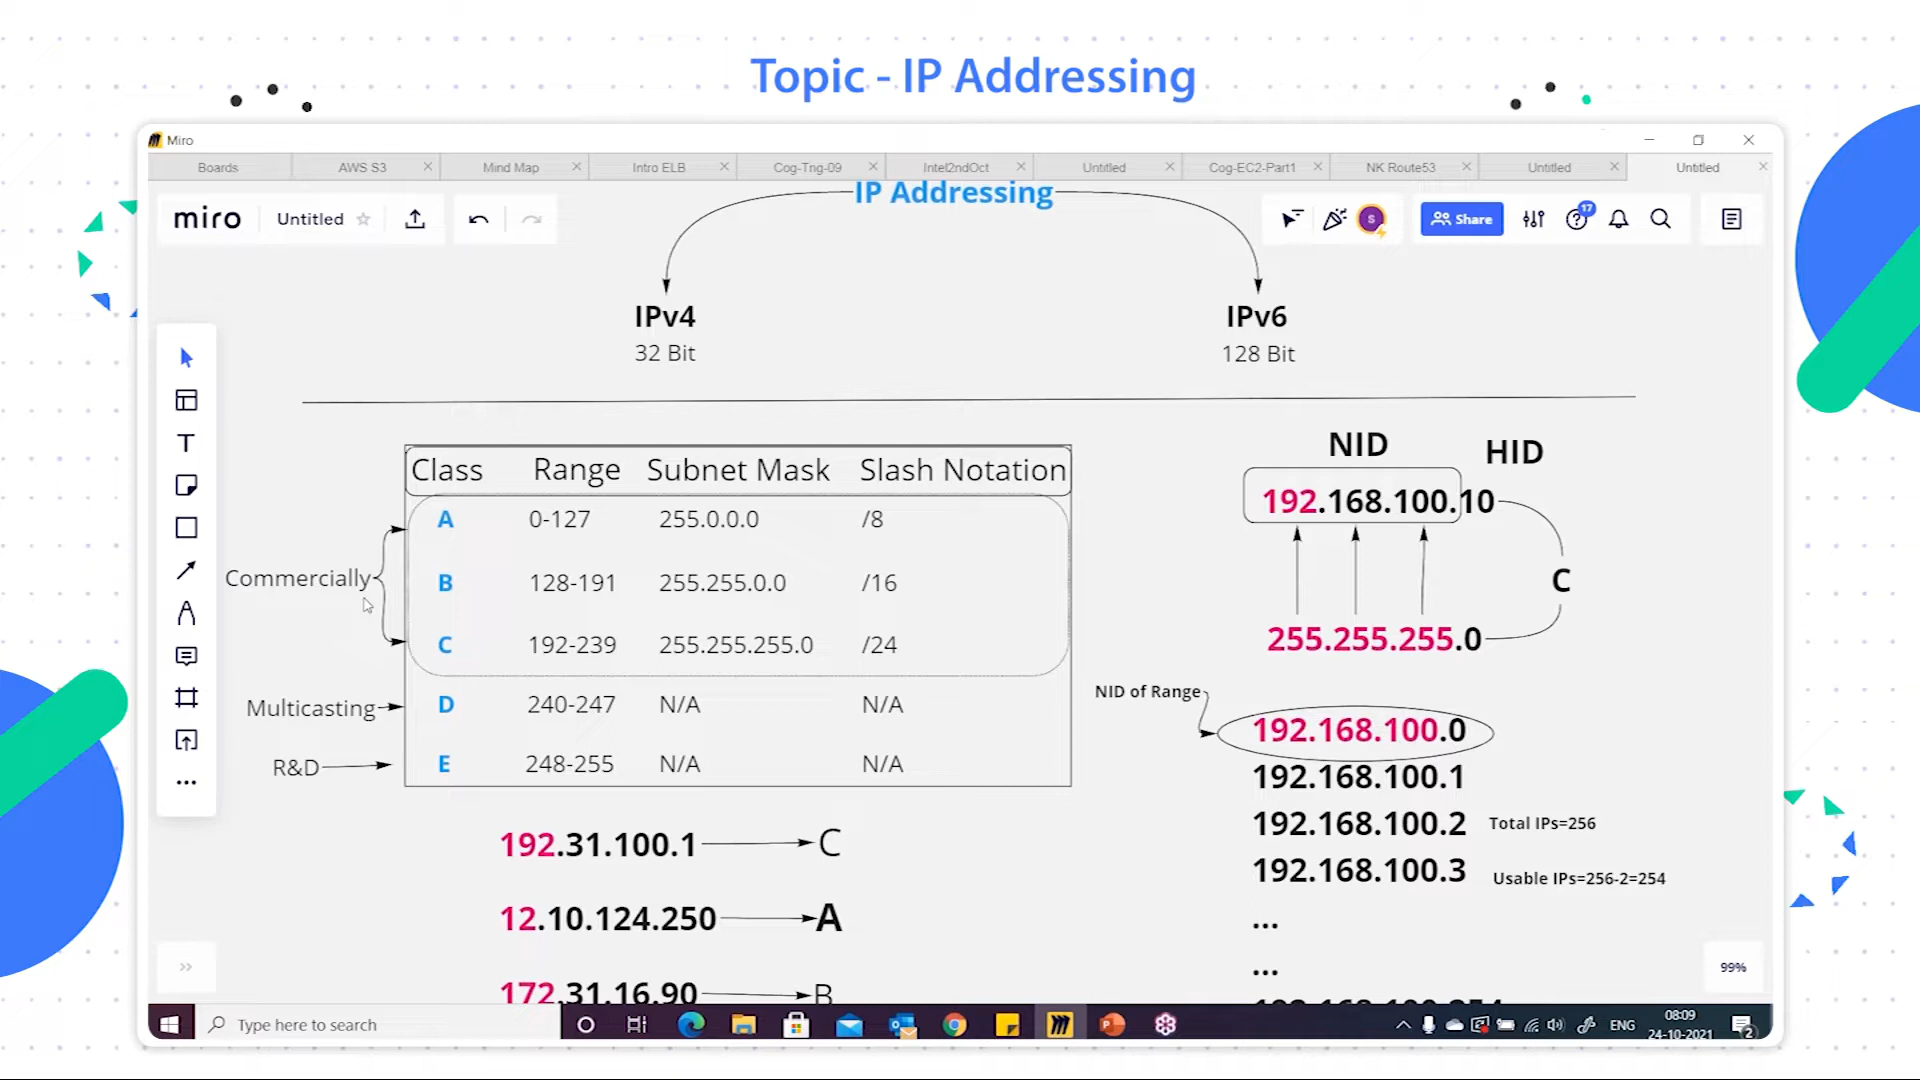 Topic - IP Addressing
Miro
Boards
AWS S3
Mind Map
Intro ELB
Cog-Tng-09
Intel2ndOct
Untitled
Cog-EC2-Part1
NK Route53
Untitled
Untitled
IP Addressing
miro
Untitled
S
Share
17
IPv4
32 Bit
IPv6
128 Bit
Class Range Subnet Mask Slash Notation
A 0-127 255.0.0.0 /8
B 128-191 255.255.0.0 /16
C 192-239 255.255.255.0 /24
D 240-247 N/A N/A
E 248-255 N/A N/A
Commercially
Multicasting
R&D
192.31.100.1 C
12.10.124.250 A
172.31.16.90 B
NID HID
192.168.100.10
C
255.255.255.0
NID of Range
192.168.100.0
192.168.100.1
192.168.100.2 Total IPs=256
192.168.100.3 Usable IPs=256-2=254
...
...
99%
Type here to search
ENG
08:09
24-10-2021
2